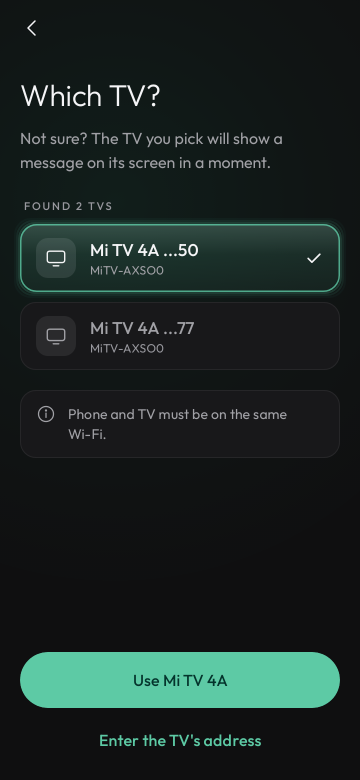 Which TV?
Not sure? The TV you pick will show a
message on its screen in a moment.
FOUND 2 TVS
Mi TV 4A ...50
MiTV-AXSO0
Mi TV 4A ...77
MiTV-AXSO0
Phone and TV must be on the same
Wi-Fi.
Use Mi TV 4A
Enter the TV's address